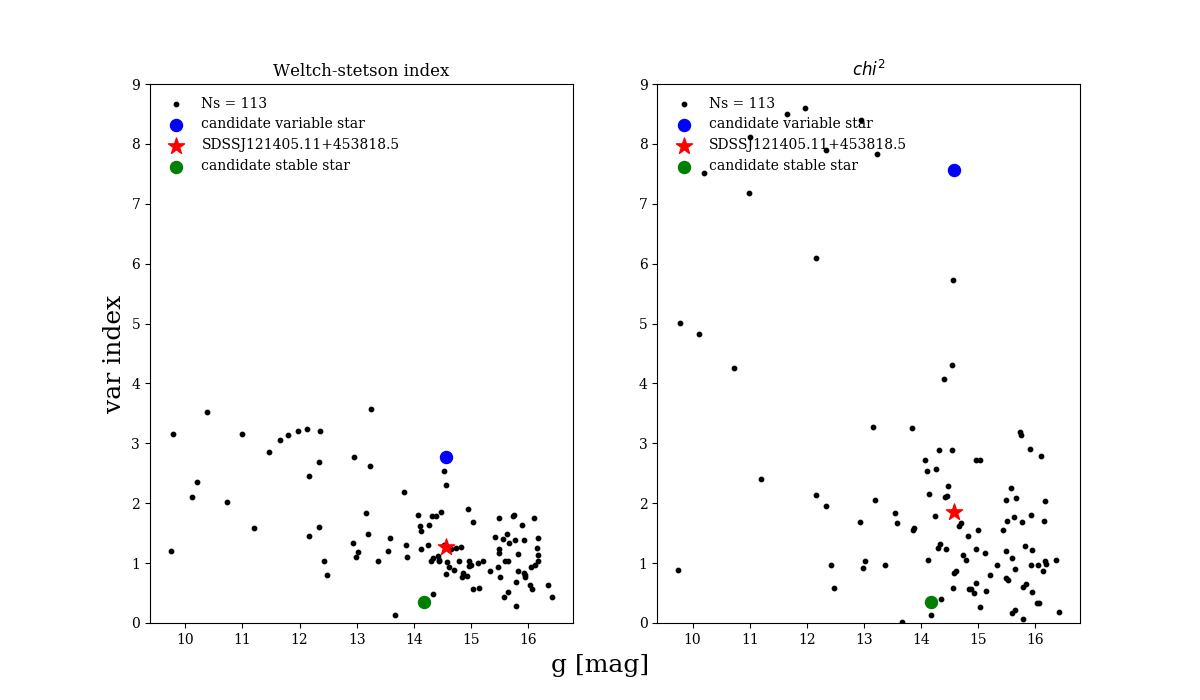 Weltch-stetson index
chi²
9
8
7
6
5
4
3
2
1
0
Ns = 113
candidate variable star
SDSSJ121405.11+453818.5
candidate stable star
10 11 12 13 14 15 16
9
8
7
6
5
4
3
2
1
0
Ns = 113
candidate variable star
SDSSJ121405.11+453818.5
candidate stable star
10 11 12 13 14 15 16
var index
g [mag]